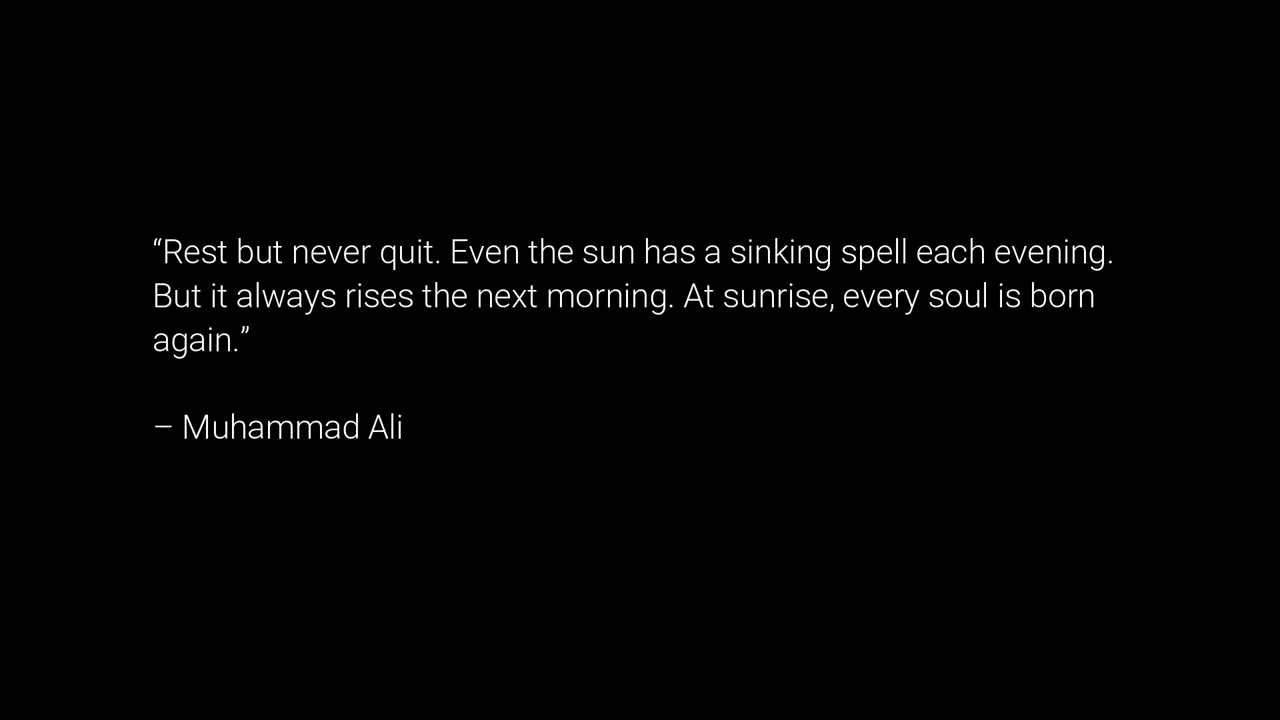 “Rest but never quit. Even the sun has a sinking spell each evening.
But it always rises the next morning. At sunrise, every soul is born
again.”
– Muhammad Ali